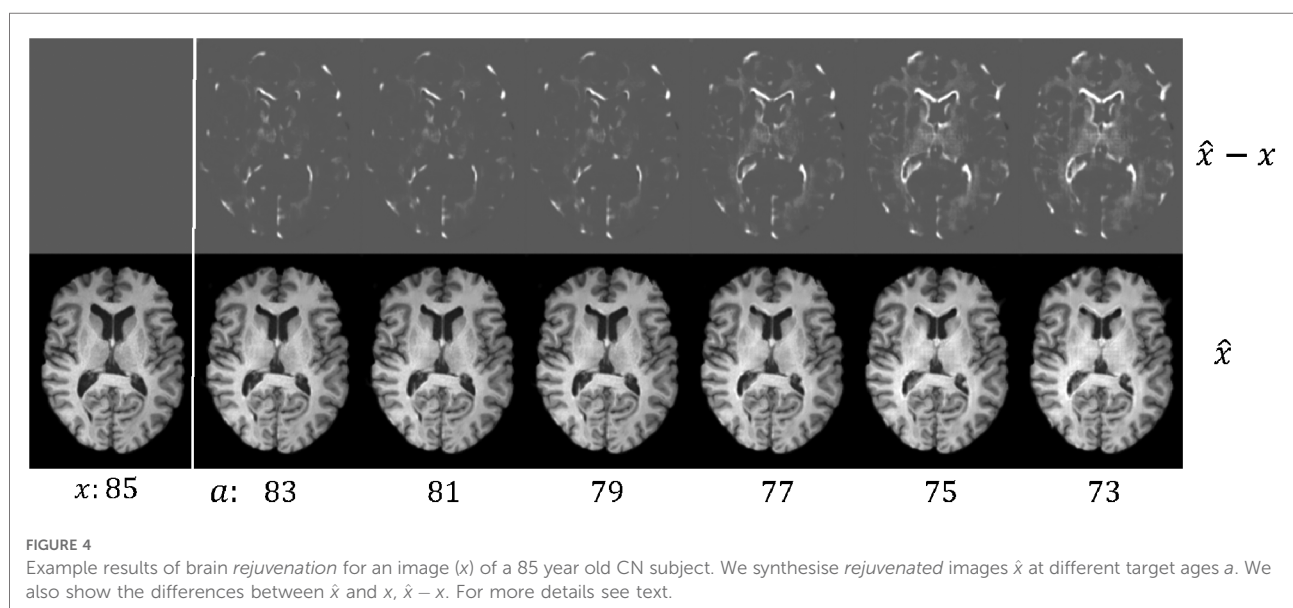 x̂ − x
x̂
x: 85 a: 83 81 79 77 75 73
FIGURE 4
Example results of brain rejuvenation for an image (x) of a 85 year old CN subject. We synthesise rejuvenated images x̂ at different target ages a. We
also show the differences between x̂ and x, x̂ − x. For more details see text.